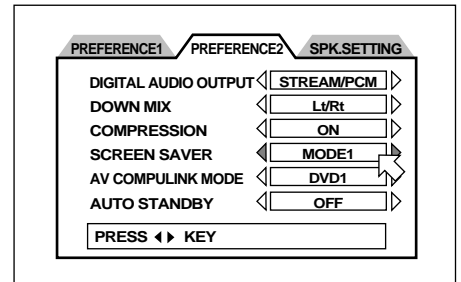 PREFERENCE1 PREFERENCE2 SPK.SETTING
DIGITAL AUDIO OUTPUT STREAM/PCM
DOWN MIX Lt/Rt
COMPRESSION ON
SCREEN SAVER MODE1
AV COMPULINK MODE DVD1
AUTO STANDBY OFF
PRESS KEY